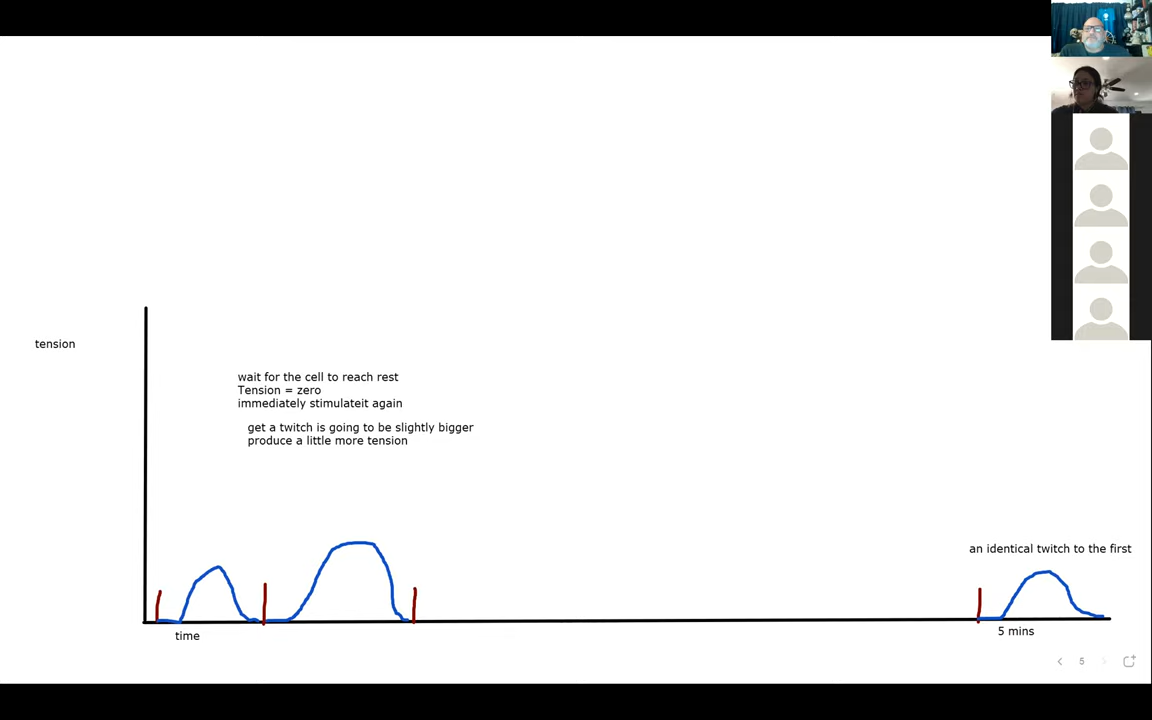 tension
wait for the cell to reach rest
Tension = zero
immediately stimulateit again
get a twitch is going to be slightly bigger
produce a little more tension
an identical twitch to the first
time
5 mins
5